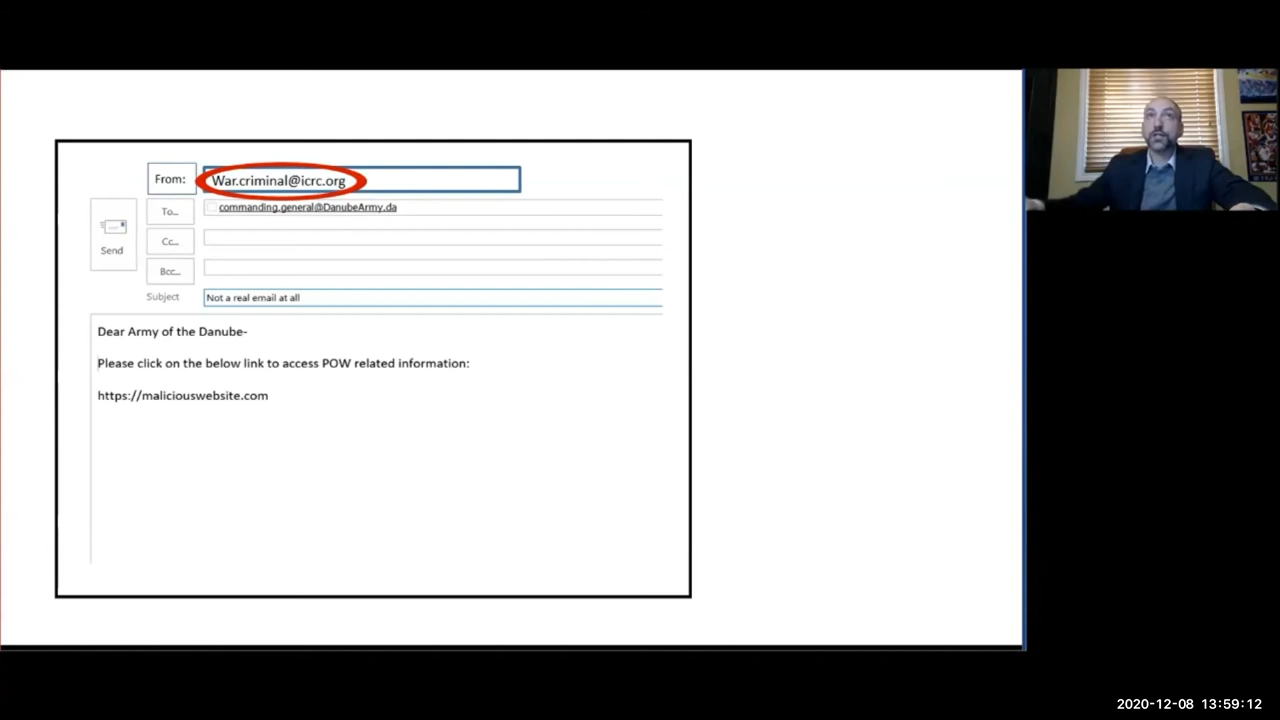 From:
War.criminal@icrc.org
To...
commanding.general@DanubeArmy.da
Send
Cc...
Bcc...
Subject
Not a real email at all
Dear Army of the Danube-
Please click on the below link to access POW related information:
https://maliciouswebsite.com
2020-12-08 13:59:12